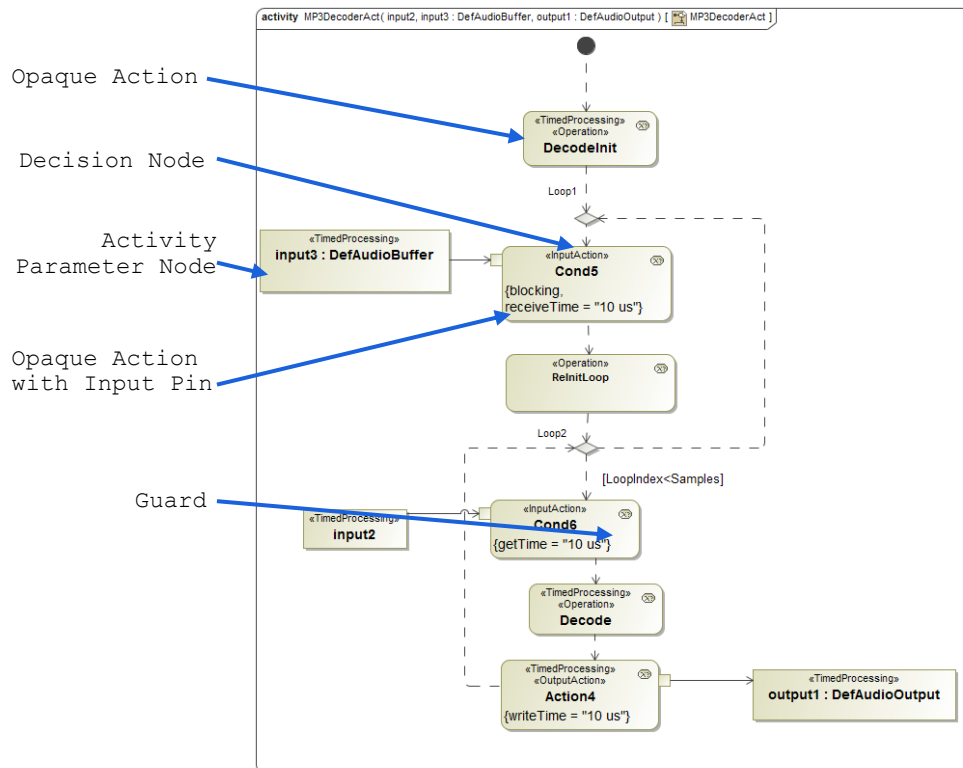 activity MP3DecoderAct( input2, input3 : DefAudioBuffer, output1 : DefAudioOutput ) [ MP3DecoderAct ]
Opaque Action
«TimedProcessing»
«Operation»
DecodeInit
Decision Node
Loop1
Activity
Parameter Node
«TimedProcessing»
input3 : DefAudioBuffer
«InputAction»
Cond5
{blocking,
receiveTime = "10 us"}
Opaque Action
with Input Pin
«Operation»
ReInitLoop
Loop2
[LoopIndex<Samples]
Guard
«TimedProcessing»
input2
«InputAction»
Cond6
{getTime = "10 us"}
«TimedProcessing»
«Operation»
Decode
«TimedProcessing»
«OutputAction»
Action4
{writeTime = "10 us"}
«TimedProcessing»
output1 : DefAudioOutput